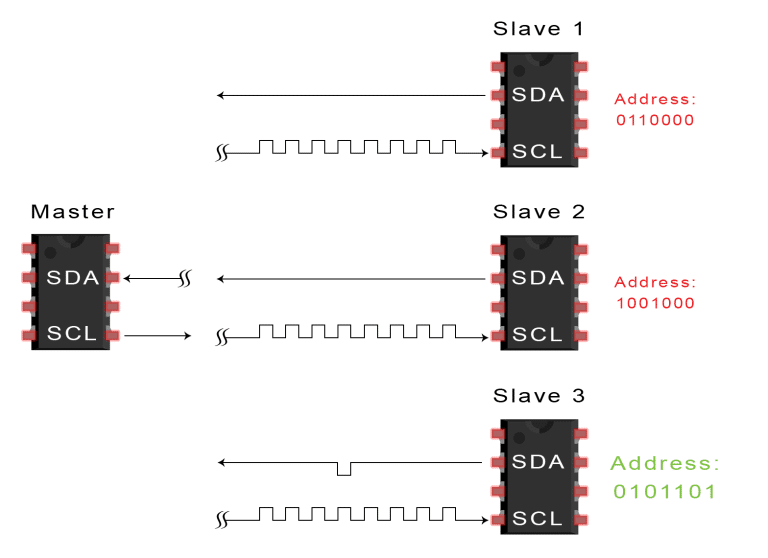 Slave 1
SDA
SCL
Address:
0110000
Master
SDA
SCL
Slave 2
SDA
SCL
Address:
1001000
Slave 3
SDA
SCL
Address:
0101101